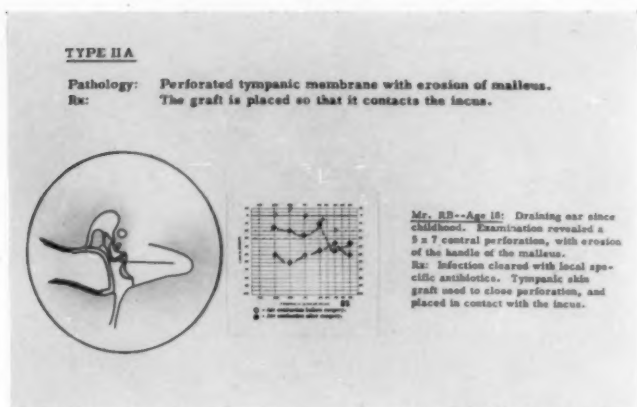 TYPE II A
Pathology: Perforated tympanic membrane with erosion of malleus.
Rx: The graft is placed so that it contacts the incus.
Mr. RB--Age 18: Draining ear since
childhood. Examination revealed a
5 x 7 central perforation, with erosion
of the handle of the malleus.
Rx: Infection cleared with local spe-
cific antibiotics. Tympanic skin
graft used to close perforation, and
placed in contact with the incus.